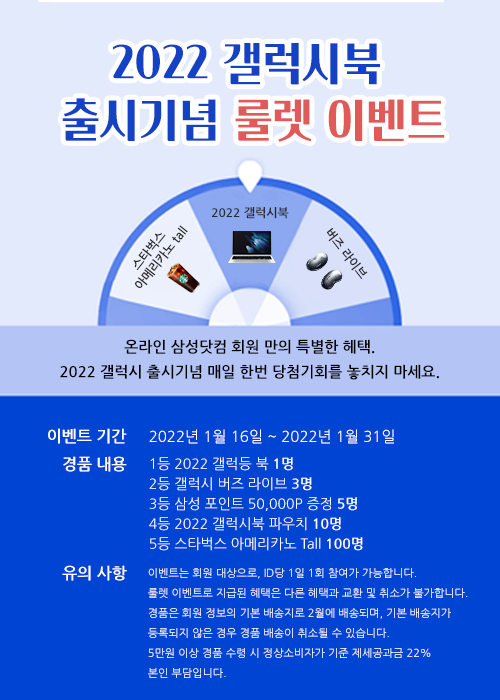 2022 갤럭시북
출시기념 룰렛 이벤트
2022 갤럭시북
스타벅스
아메리카노 tall
버즈 라이브
온라인 삼성닷컴 회원 만의 특별한 혜택.
2022 갤럭시 출시기념 매일 한번 당첨기회를 놓치지 마세요.
이벤트 기간 2022년 1월 16일 ~ 2022년 1월 31일
경품 내용 1등 2022 갤럭등 북 1명
2등 갤럭시 버즈 라이브 3명
3등 삼성 포인트 50,000P 증정 5명
4등 2022 갤럭시북 파우치 10명
5등 스타벅스 아메리카노 Tall 100명
유의 사항 이벤트는 회원 대상으로, ID당 1일 1회 참여가 가능합니다.
룰렛 이벤트로 지급된 혜택은 다른 혜택과 교환 및 취소가 불가합니다.
경품은 회원 정보의 기본 배송지로 2월에 배송되며, 기본 배송지가
등록되지 않은 경우 경품 배송이 취소될 수 있습니다.
5만원 이상 경품 수령 시 정상소비자가 기준 제세공과금 22%
본인 부담입니다.